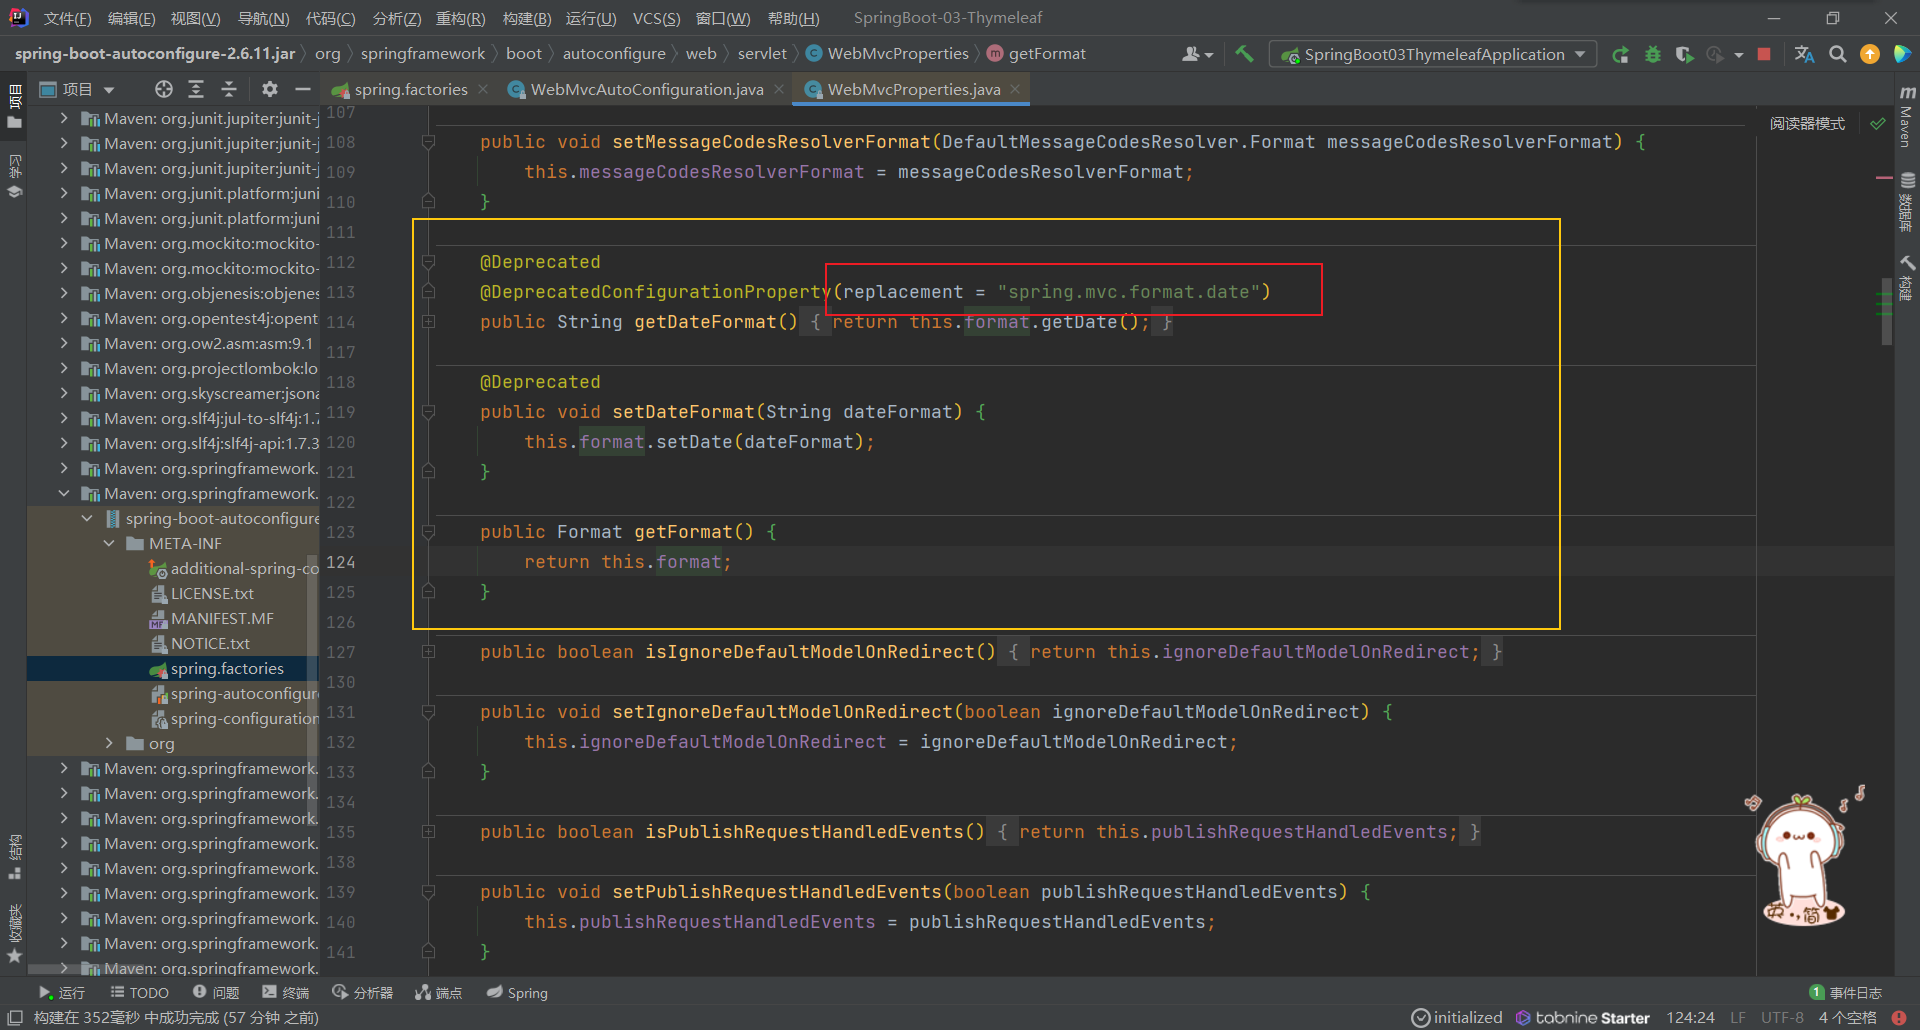 文件(F) 编辑(E) 视图(V) 导航(N) 代码(C) 分析(Z) 重构(R) 构建(B) 运行(U) VCS(S) 窗口(W) 帮助(H) SpringBoot-03-Thymeleaf
spring-boot-autoconfigure-2.6.11.jar org springframework boot autoconfigure web servlet WebMvcProperties getFormat SpringBoot03ThymeleafApplication
项目 spring.factories WebMvcAutoConfiguration.java WebMvcProperties.java
阅读器模式
项目
学习
结构
收藏夹
Maven: org.junit.jupiter:junit-j
Maven: org.junit.jupiter:junit-j
Maven: org.junit.jupiter:junit-j
Maven: org.junit.platform:juni
Maven: org.junit.platform:juni
Maven: org.mockito:mockito-
Maven: org.mockito:mockito-
Maven: org.objenesis:objenes
Maven: org.opentest4j:opent
Maven: org.ow2.asm:asm:9.1
Maven: org.projectlombok:lo
Maven: org.skyscreamer:jsona
Maven: org.slf4j:jul-to-slf4j:1.7
Maven: org.slf4j:slf4j-api:1.7.3
Maven: org.springframework.
Maven: org.springframework.
spring-boot-autoconfigure
META-INF
additional-spring-co
LICENSE.txt
MANIFEST.MF
NOTICE.txt
spring.factories
spring-autoconfigure
spring-configuration
org
Maven: org.springframework.
Maven: org.springframework.
Maven: org.springframework.
Maven: org.springframework.
Maven: org.springframework.
Maven: org.springframework.
Maven: org.springframework.
Maven: org.springframework.
Maven: org.springframework.
107
108 public void setMessageCodesResolverFormat(DefaultMessageCodesResolver.Format messageCodesResolverFormat) {
109 this.messageCodesResolverFormat = messageCodesResolverFormat;
110 }
111
112 @Deprecated
113 @DeprecatedConfigurationProperty(replacement = "spring.mvc.format.date")
114 public String getDateFormat() { return this.format.getDate(); }
117
118 @Deprecated
119 public void setDateFormat(String dateFormat) {
120 this.format.setDate(dateFormat);
121 }
122
123 public Format getFormat() {
124 return this.format;
125 }
126
127 public boolean isIgnoreDefaultModelOnRedirect() { return this.ignoreDefaultModelOnRedirect; }
130
131 public void setIgnoreDefaultModelOnRedirect(boolean ignoreDefaultModelOnRedirect) {
132 this.ignoreDefaultModelOnRedirect = ignoreDefaultModelOnRedirect;
133 }
134
135 public boolean isPublishRequestHandledEvents() { return this.publishRequestHandledEvents; }
138
139 public void setPublishRequestHandledEvents(boolean publishRequestHandledEvents) {
140 this.publishRequestHandledEvents = publishRequestHandledEvents;
141 }
m Maven
数据库
构建
英 ., 简
运行 TODO 问题 终端 分析器 端点 Spring 1 事件日志
构建在 352毫秒 中成功完成 (57 分钟 之前) initialized tabnine Starter 124:24 LF UTF-8 4 个空格